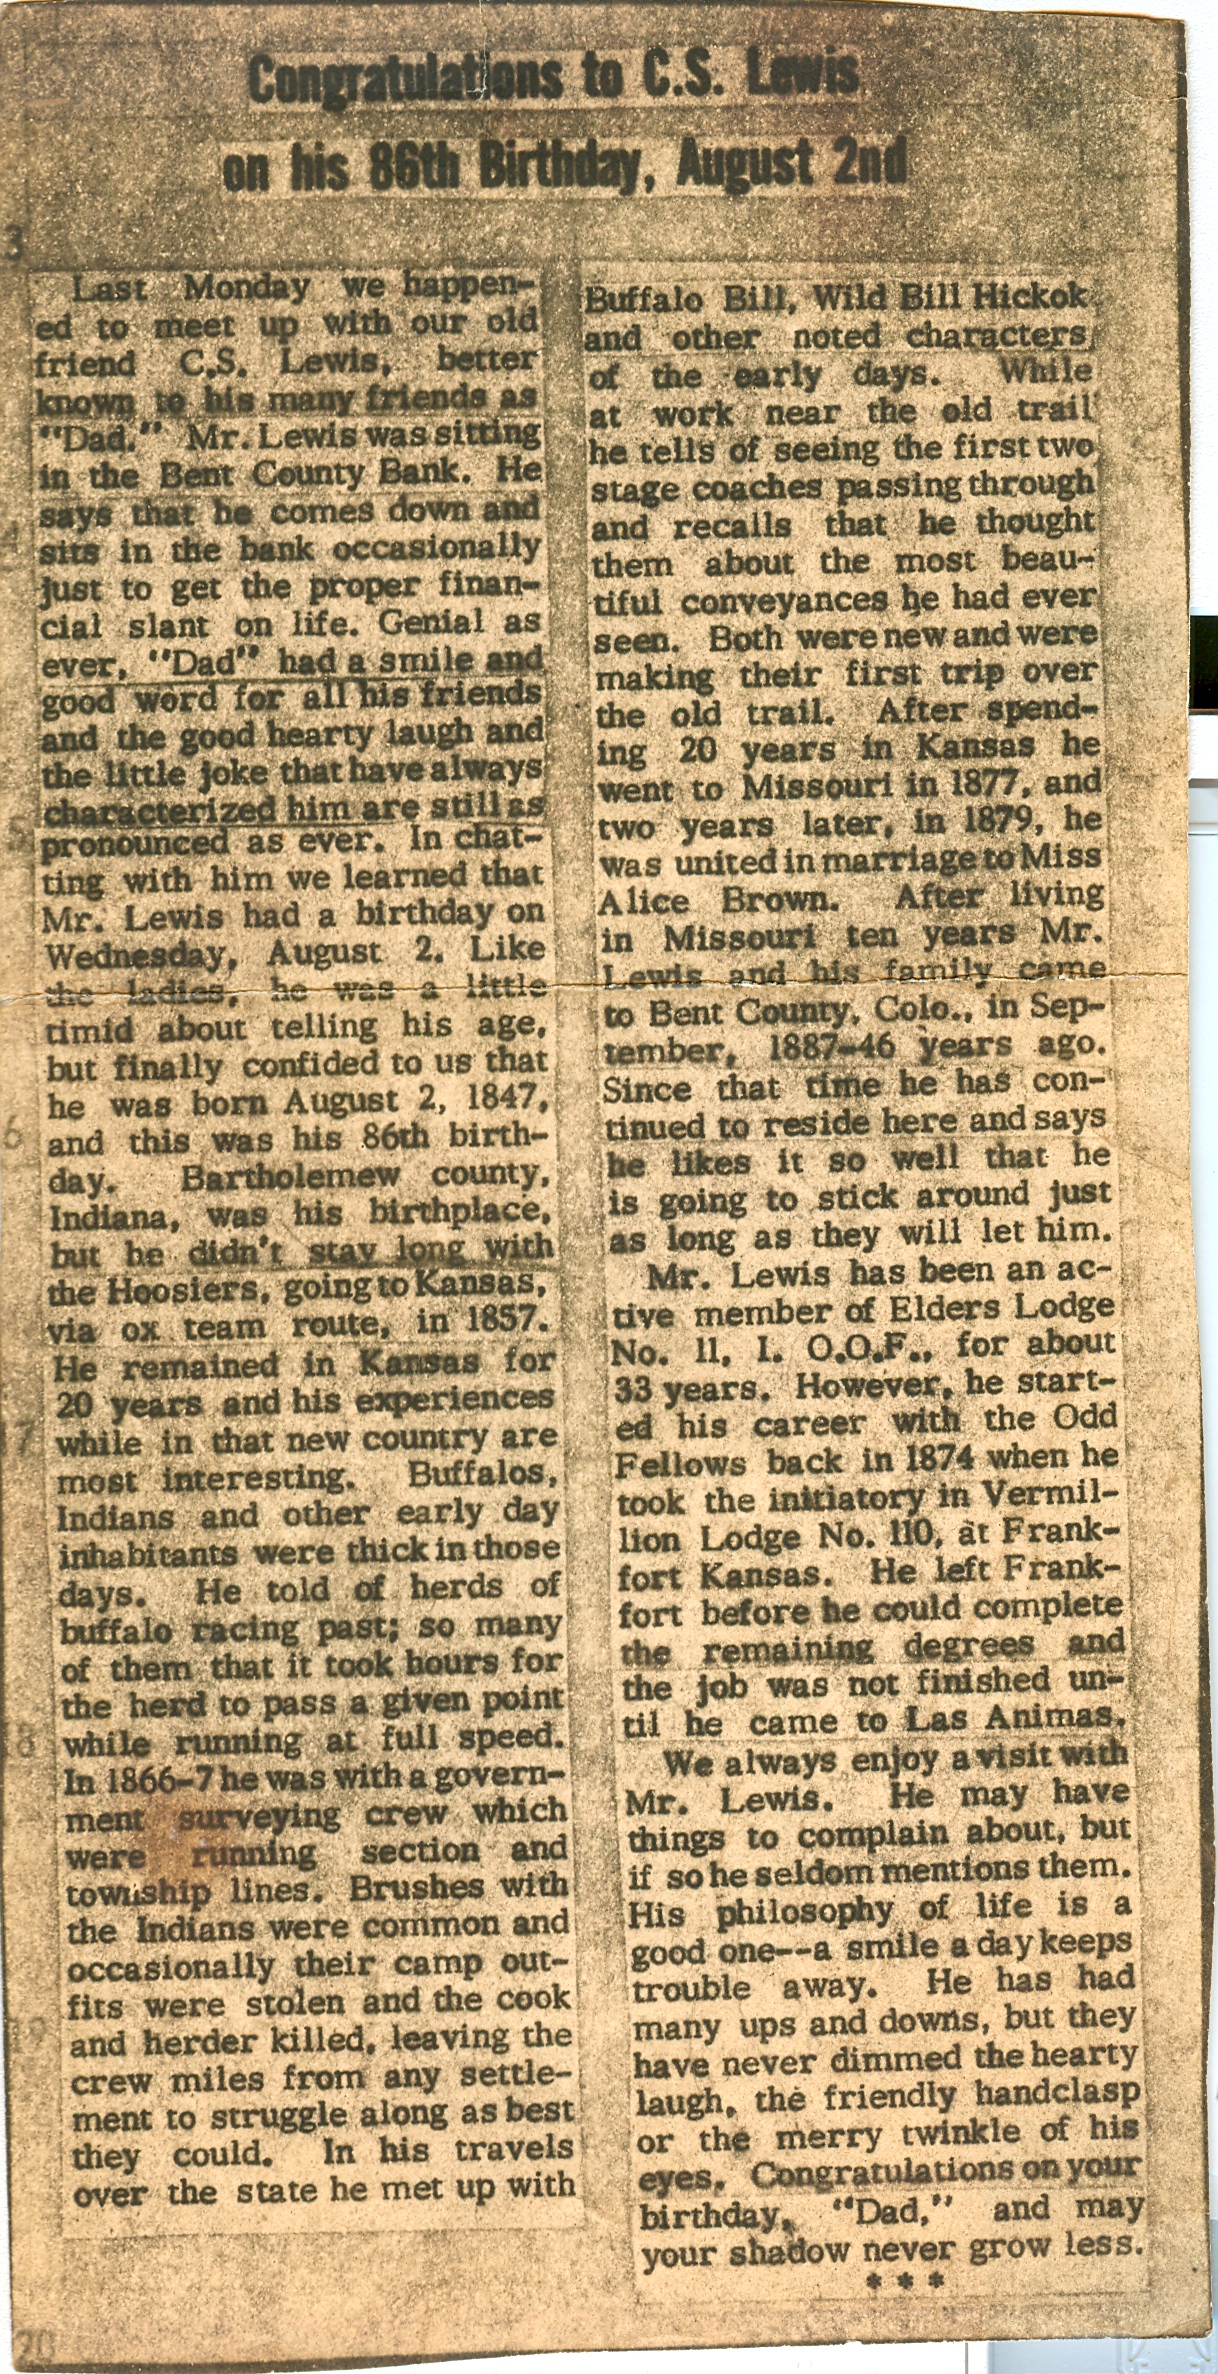 Congratulations to C.S. Lewis
on his 86th Birthday, August 2nd
3
Last Monday we happen-
ed to meet up with our old
friend C.S. Lewis, better
known to his many friends as
"Dad." Mr. Lewis was sitting
in the Bent County Bank. He
says that he comes down and
sits in the bank occasionally
just to get the proper finan-
cial slant on life. Genial as
ever, "Dad" had a smile and
good word for all his friends
and the good hearty laugh and
the little joke that have always
characterized him are still as
pronounced as ever. In chat-
ting with him we learned that
Mr. Lewis had a birthday on
Wednesday, August 2. Like
the ladies, he was a little
timid about telling his age,
but finally confided to us that
he was born August 2, 1847,
and this was his 86th birth-
day. Bartholemew county,
Indiana, was his birthplace,
but he didn't stay long with
the Hoosiers, going to Kansas,
via ox team route, in 1857.
He remained in Kansas for
20 years and his experiences
while in that new country are
most interesting. Buffalos,
Indians and other early day
inhabitants were thick in those
days. He told of herds of
buffalo racing past; so many
of them that it took hours for
the herd to pass a given point
while running at full speed.
In 1866-7 he was with a govern-
ment surveying crew which
were running section and
township lines. Brushes with
the Indians were common and
occasionally their camp out-
fits were stolen and the cook
and herder killed, leaving the
crew miles from any settle-
ment to struggle along as best
they could. In his travels
over the state he met up with
Buffalo Bill, Wild Bill Hickok
and other noted characters
of the early days. While
at work near the old trail
he tells of seeing the first two
stage coaches passing through
and recalls that he thought
them about the most beau-
tiful conveyances he had ever
seen. Both were new and were
making their first trip over
the old trail. After spend-
ing 20 years in Kansas he
went to Missouri in 1877, and
two years later, in 1879, he
was united in marriage to Miss
Alice Brown. After living
in Missouri ten years Mr.
Lewis and his family came
to Bent County, Colo., in Sep-
tember, 1887-46 years ago.
Since that time he has con-
tinued to reside here and says
he likes it so well that he
is going to stick around just
as long as they will let him.
Mr. Lewis has been an ac-
tive member of Elders Lodge
No. 11, I. O.O.F., for about
33 years. However, he start-
ed his career with the Odd
Fellows back in 1874 when he
took the initiatory in Vermil-
lion Lodge No. 110, at Frank-
fort Kansas. He left Frank-
fort before he could complete
the remaining degrees and
the job was not finished un-
til he came to Las Animas.
We always enjoy a visit with
Mr. Lewis. He may have
things to complain about, but
if so he seldom mentions them.
His philosophy of life is a
good one--a smile a day keeps
trouble away. He has had
many ups and downs, but they
have never dimmed the hearty
laugh, the friendly handclasp
or the merry twinkle of his
eyes. Congratulations on your
birthday, "Dad," and may
your shadow never grow less.
* * *
4
5
6
17
18
19
20